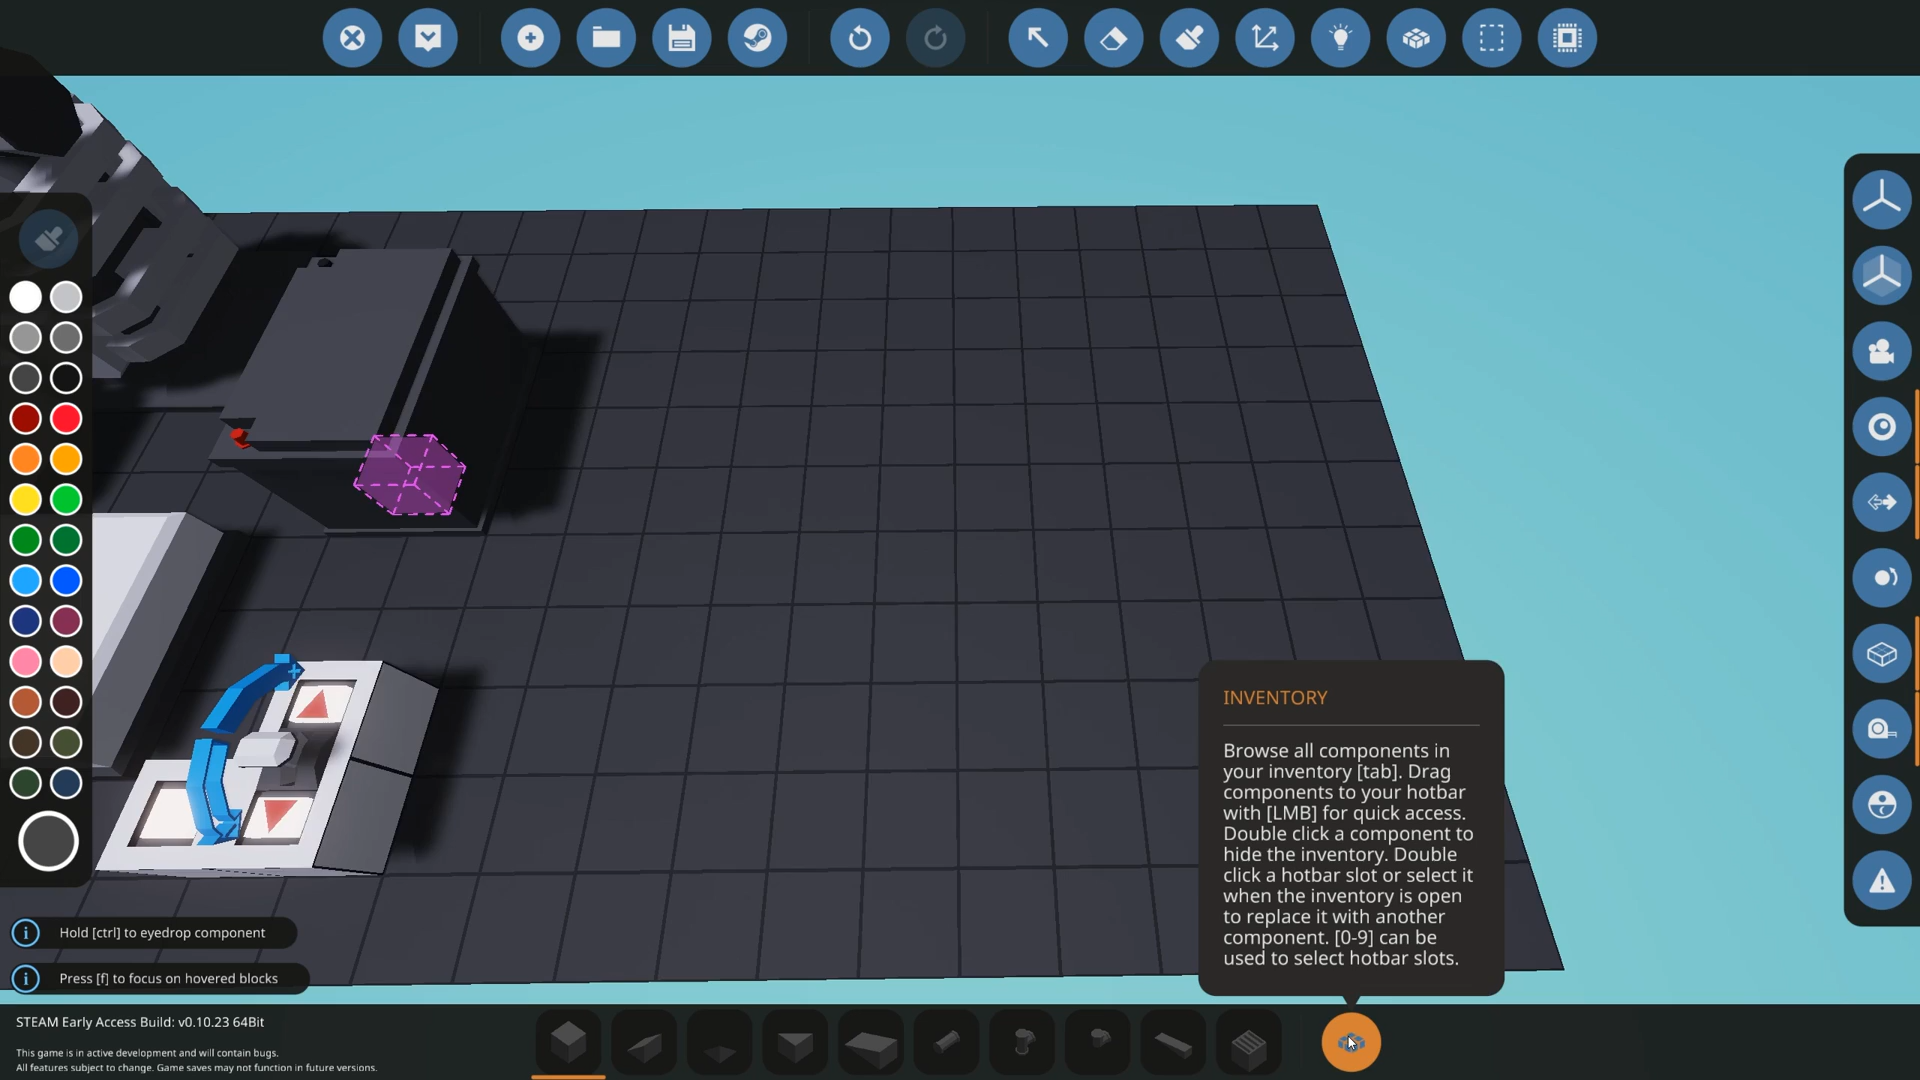 INVENTORY
Browse all components in
your inventory [tab]. Drag
components to your hotbar
with [LMB] for quick access.
Double click a component to
hide the inventory. Double
click a hotbar slot or select it
when the inventory is open
to replace it with another
component. [0-9] can be
used to select hotbar slots.
Hold [ctrl] to eyedrop component
Press [f] to focus on hovered blocks
STEAM Early Access Build: v0.10.23 64Bit
This game is in active development and will contain bugs.
All features subject to change. Game saves may not function in future versions.